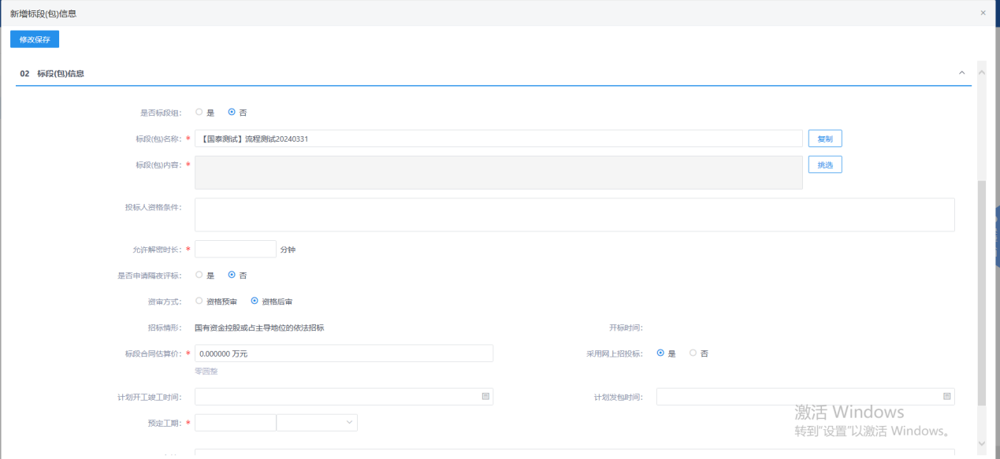 新增标段(包)信息 ×
修改保存
02 标段(包)信息
是否标段组： 是 否
标段(包)名称：* 【国泰测试】流程测试20240331 复制
标段(包)内容：* 挑选
投标人资格条件：
允许解密时长：* 分钟
是否申请隔夜评标： 是 否
资审方式： 资格预审 资格后审
招标情形： 国有资金控股或占主导地位的依法招标 开标时间：
标段合同估算价：* 0.000000 万元 采用网上招投标： 是 否
零圆整
计划开工竣工时间： 计划发包时间：
激活 Windows
转到"设置"以激活 Windows。
预定工期：*